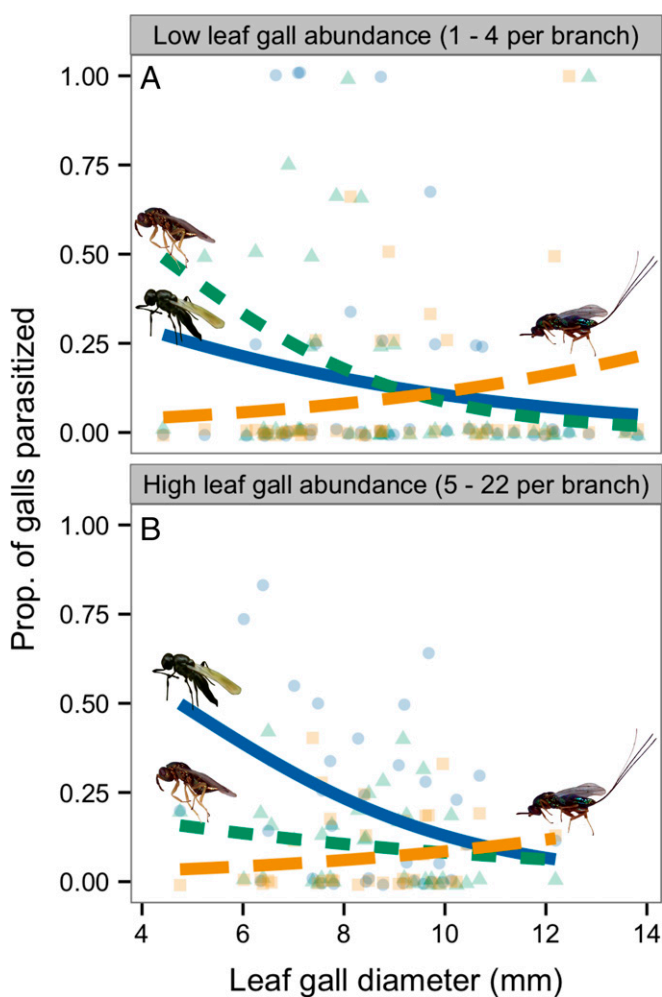 Low leaf gall abundance (1 - 4 per branch)
A
1.00
0.75
0.50
0.25
0.00
High leaf gall abundance (5 - 22 per branch)
B
1.00
0.75
0.50
0.25
0.00
Prop. of galls parasitized
4 6 8 10 12 14
Leaf gall diameter (mm)